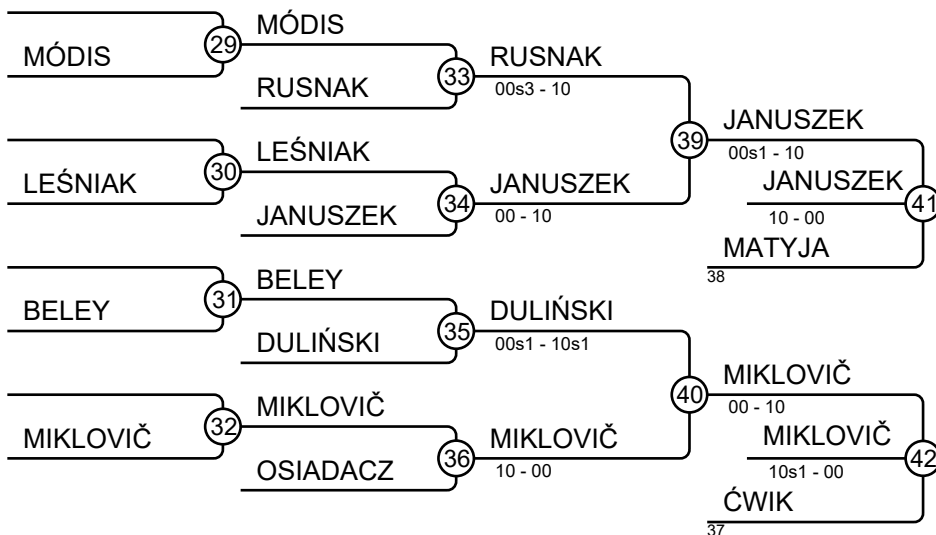 MÓDIS
29
MÓDIS
RUSNAK
33
RUSNAK
00s3 - 10
LEŚNIAK
30
LEŚNIAK
JANUSZEK
34
JANUSZEK
00 - 10
39
JANUSZEK
00s1 - 10
JANUSZEK
10 - 00
41
MATYJA
38
BELEY
31
BELEY
DULIŃSKI
35
DULIŃSKI
00s1 - 10s1
MIKLOVIČ
32
MIKLOVIČ
OSIADACZ
36
MIKLOVIČ
10 - 00
40
MIKLOVIČ
00 - 10
MIKLOVIČ
10s1 - 00
42
ĆWIK
37